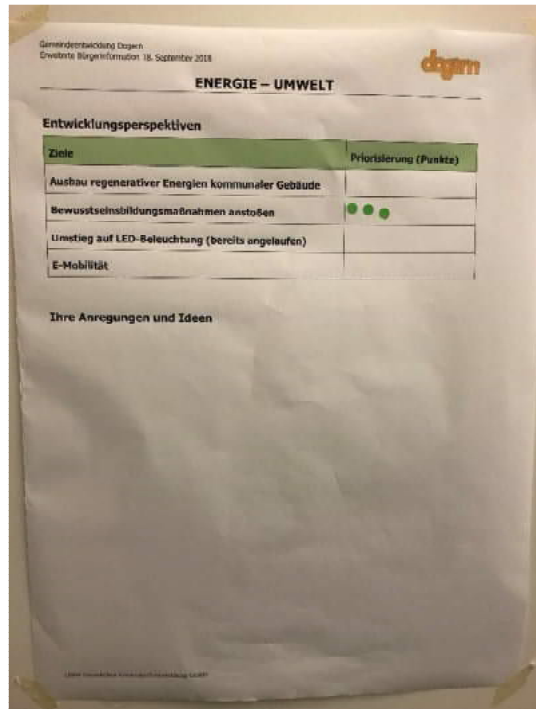 Gemeindeentwicklung Dogern
Erweiterte Bürgerinformation 18. September 2018
dogern
ENERGIE – UMWELT
Entwicklungsperspektiven
Ziele Priorisierung (Punkte)
Ausbau regenerativer Energien kommunaler Gebäude
Bewusstseinsbildungsmaßnahmen anstoßen
Umstieg auf LED-Beleuchtung (bereits angelaufen)
E-Mobilität
Ihre Anregungen und Ideen